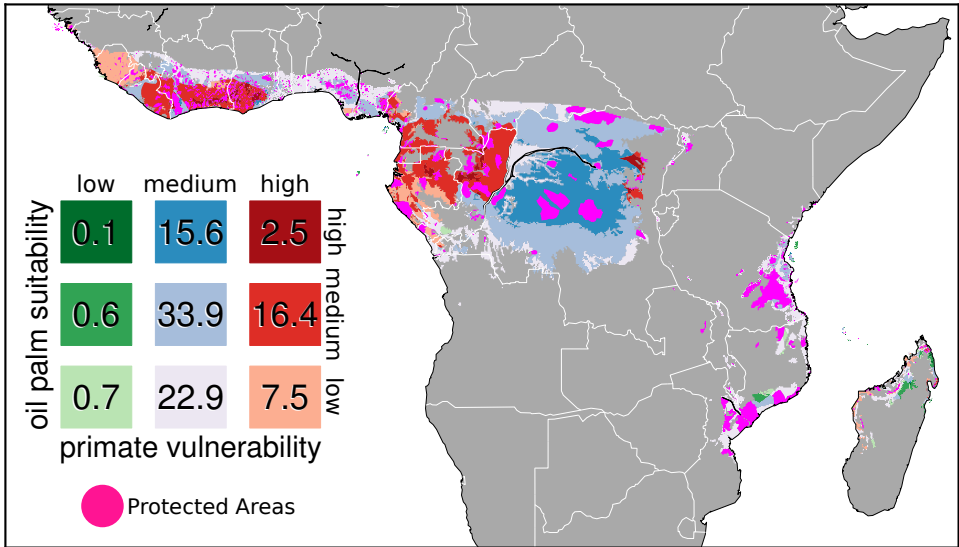 low medium high
oil palm suitability
0.1 15.6 2.5
high
0.6 33.9 16.4
medium
0.7 22.9 7.5
low
primate vulnerability
Protected Areas